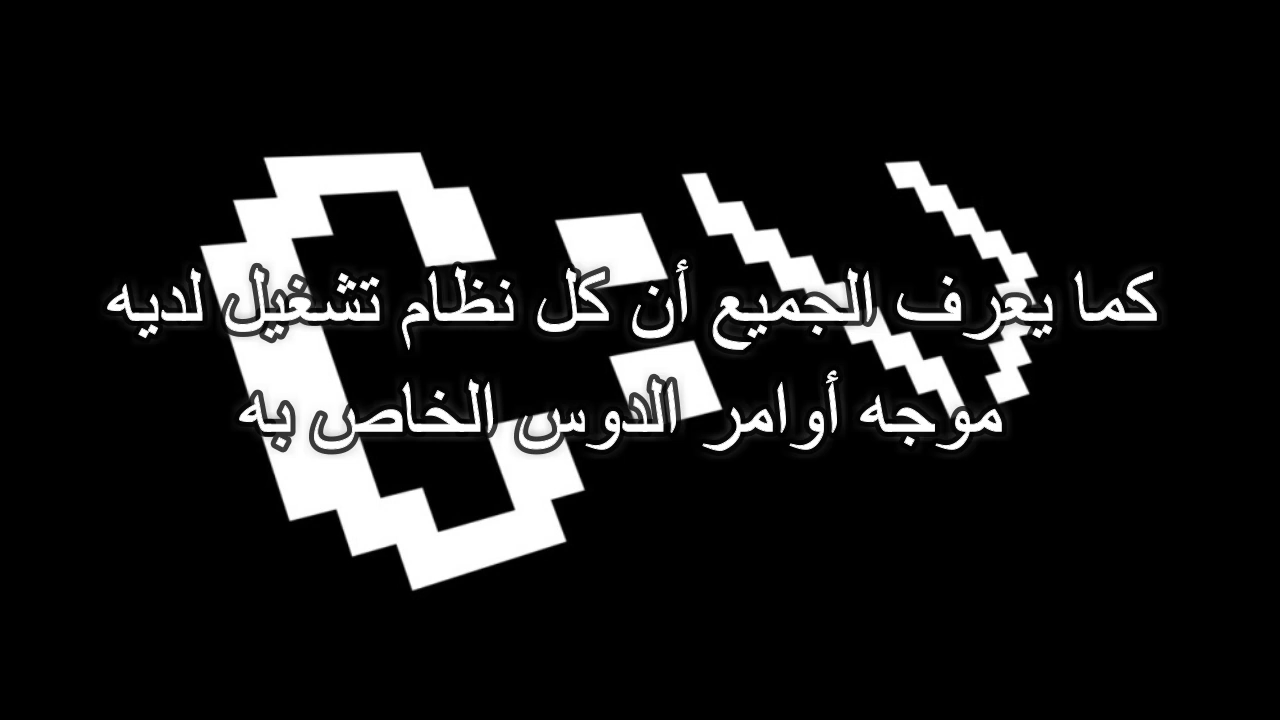 C:\>
كما يعرف الجميع أن كل نظام تشغيل لديه
موجه أوامر الدوس الخاص به